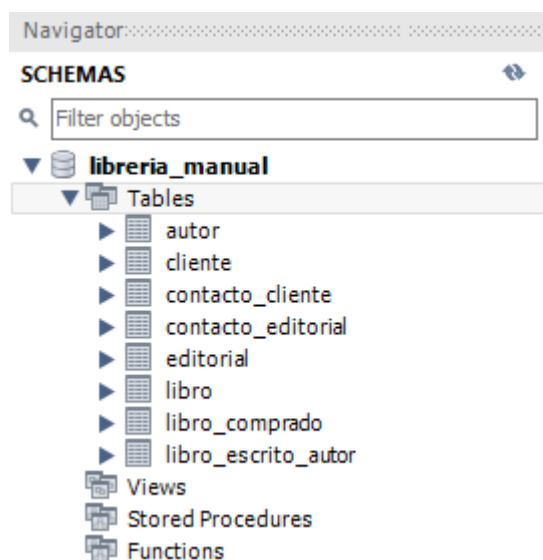 Navigator
SCHEMAS
Filter objects
libreria_manual
Tables
autor
cliente
contacto_cliente
contacto_editorial
editorial
libro
libro_comprado
libro_escrito_autor
Views
Stored Procedures
Functions